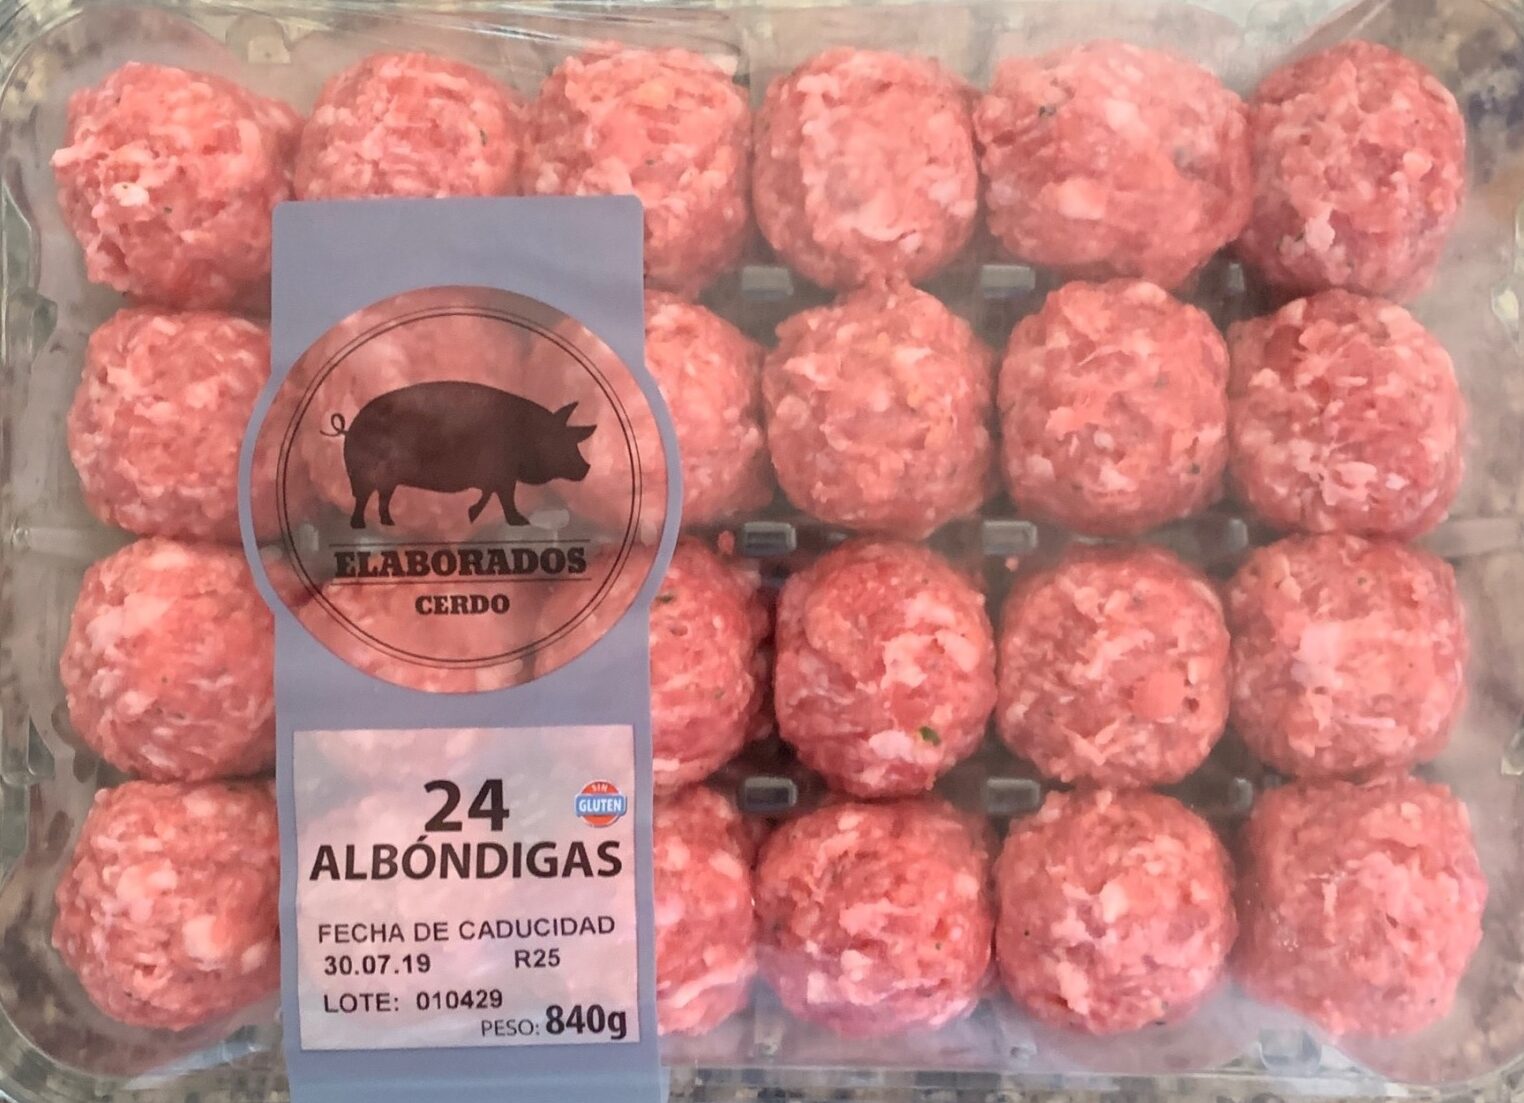 ELABORADOS
CERDO
24
SIN
GLUTEN
ALBÓNDIGAS
FECHA DE CADUCIDAD
30.07.19 R25
LOTE: 010429
PESO: 840g